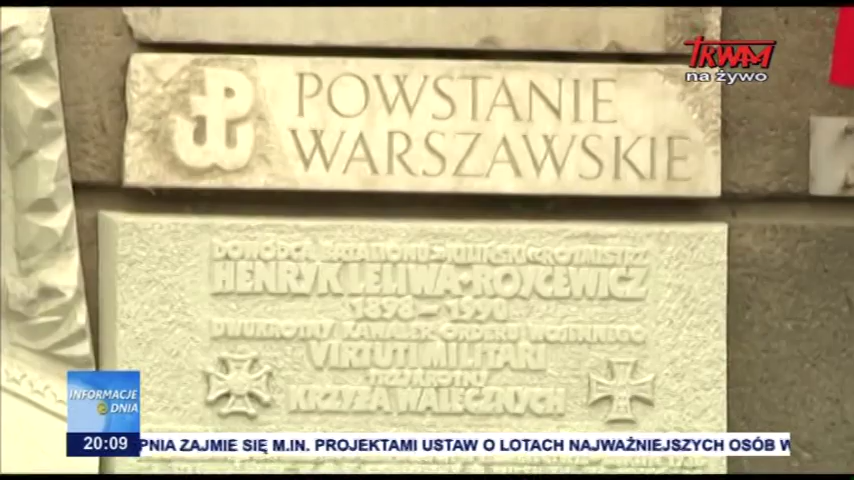 TRWAM
na żywo
POWSTANIE
WARSZAWSKIE
DOWÓDCA BATALIONU »KILIŃSKI« ROTMISTRZ
HENRYK LELIWA-ROYCEWICZ
1898 – 1990
DWUKROTNY KAWALER ORDERU WOJENNEGO
VIRTUTI MILITARI
TRZYKROTNY
KRZYŻA WALECZNYCH
INFORMACJE
DNIA
20:09
PNIA ZAJMIE SIĘ M.IN. PROJEKTAMI USTAW O LOTACH NAJWAŻNIEJSZYCH OSÓB W